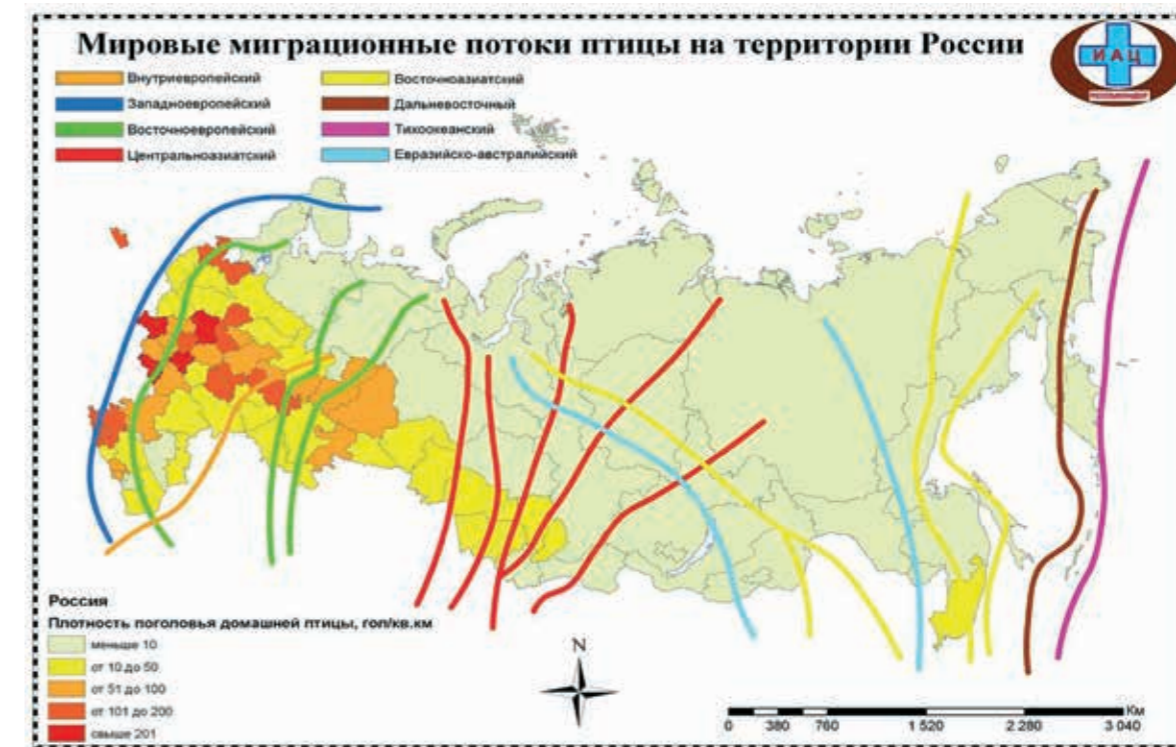 Мировые миграционные потоки птицы на территории России
ИАЦ
Внутриевропейский
Западноевропейский
Восточноевропейский
Центральноазиатский
Восточноазиатский
Дальневосточный
Тихоокеанский
Евразийско-австралийский
Россия
Плотность поголовья домашней птицы, гол/кв.км
меньше 10
от 10 до 50
от 51 до 100
от 101 до 200
свыше 201
N
Км
0 380 760 1 520 2 280 3 040